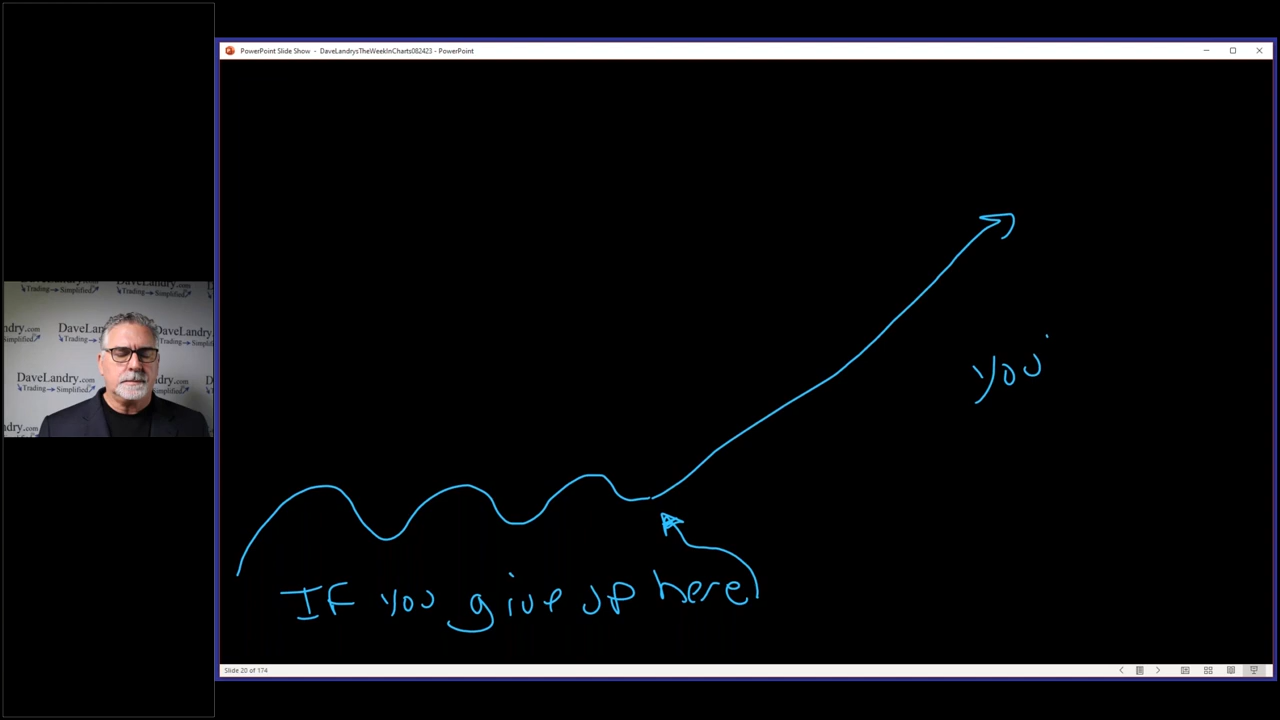 PowerPoint Slide Show - DaveLandrysTheWeekInCharts082423 - PowerPoint
DaveLandry.com
Trading Simplified
you'
If you give up here
Slide 20 of 174